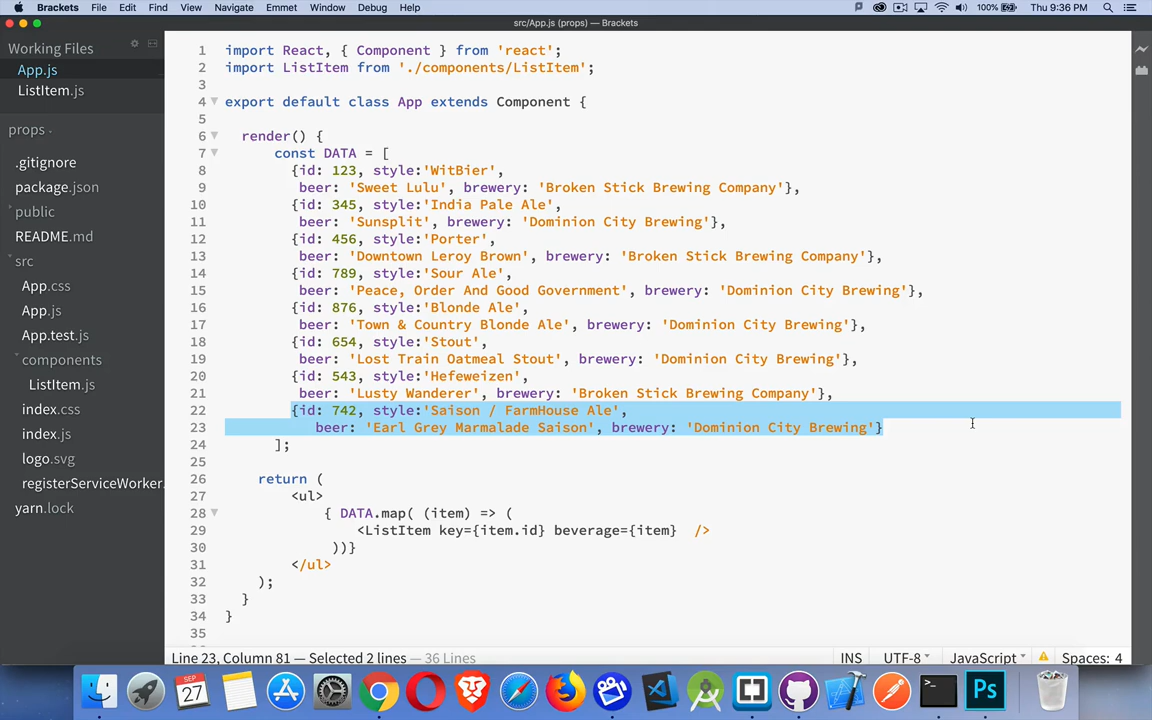 Brackets File Edit Find View Navigate Emmet Window Debug Help 100% Thu 9:36 PM
src/App.js (props) — Brackets
Working Files
App.js
ListItem.js
props
.gitignore
package.json
public
README.md
src
App.css
App.js
App.test.js
components
ListItem.js
index.css
index.js
logo.svg
registerServiceWorker.
yarn.lock
1 import React, { Component } from 'react';
2 import ListItem from './components/ListItem';
3
4 export default class App extends Component {
5
6 render() {
7 const DATA = [
8 {id: 123, style:'WitBier',
9 beer: 'Sweet Lulu', brewery: 'Broken Stick Brewing Company'},
10 {id: 345, style:'India Pale Ale',
11 beer: 'Sunsplit', brewery: 'Dominion City Brewing'},
12 {id: 456, style:'Porter',
13 beer: 'Downtown Leroy Brown', brewery: 'Broken Stick Brewing Company'},
14 {id: 789, style:'Sour Ale',
15 beer: 'Peace, Order And Good Government', brewery: 'Dominion City Brewing'},
16 {id: 876, style:'Blonde Ale',
17 beer: 'Town & Country Blonde Ale', brewery: 'Dominion City Brewing'},
18 {id: 654, style:'Stout',
19 beer: 'Lost Train Oatmeal Stout', brewery: 'Dominion City Brewing'},
20 {id: 543, style:'Hefeweizen',
21 beer: 'Lusty Wanderer', brewery: 'Broken Stick Brewing Company'},
22 {id: 742, style:'Saison / FarmHouse Ale',
23 beer: 'Earl Grey Marmalade Saison', brewery: 'Dominion City Brewing'}
24 ];
25
26 return (
27 <ul>
28 { DATA.map( (item) => (
29 <ListItem key={item.id} beverage={item} />
30 ))}
31 </ul>
32 );
33 }
34 }
35
Line 23, Column 81 — Selected 2 lines — 36 Lines INS UTF-8 JavaScript Spaces: 4
SEP
27
>_
Ps